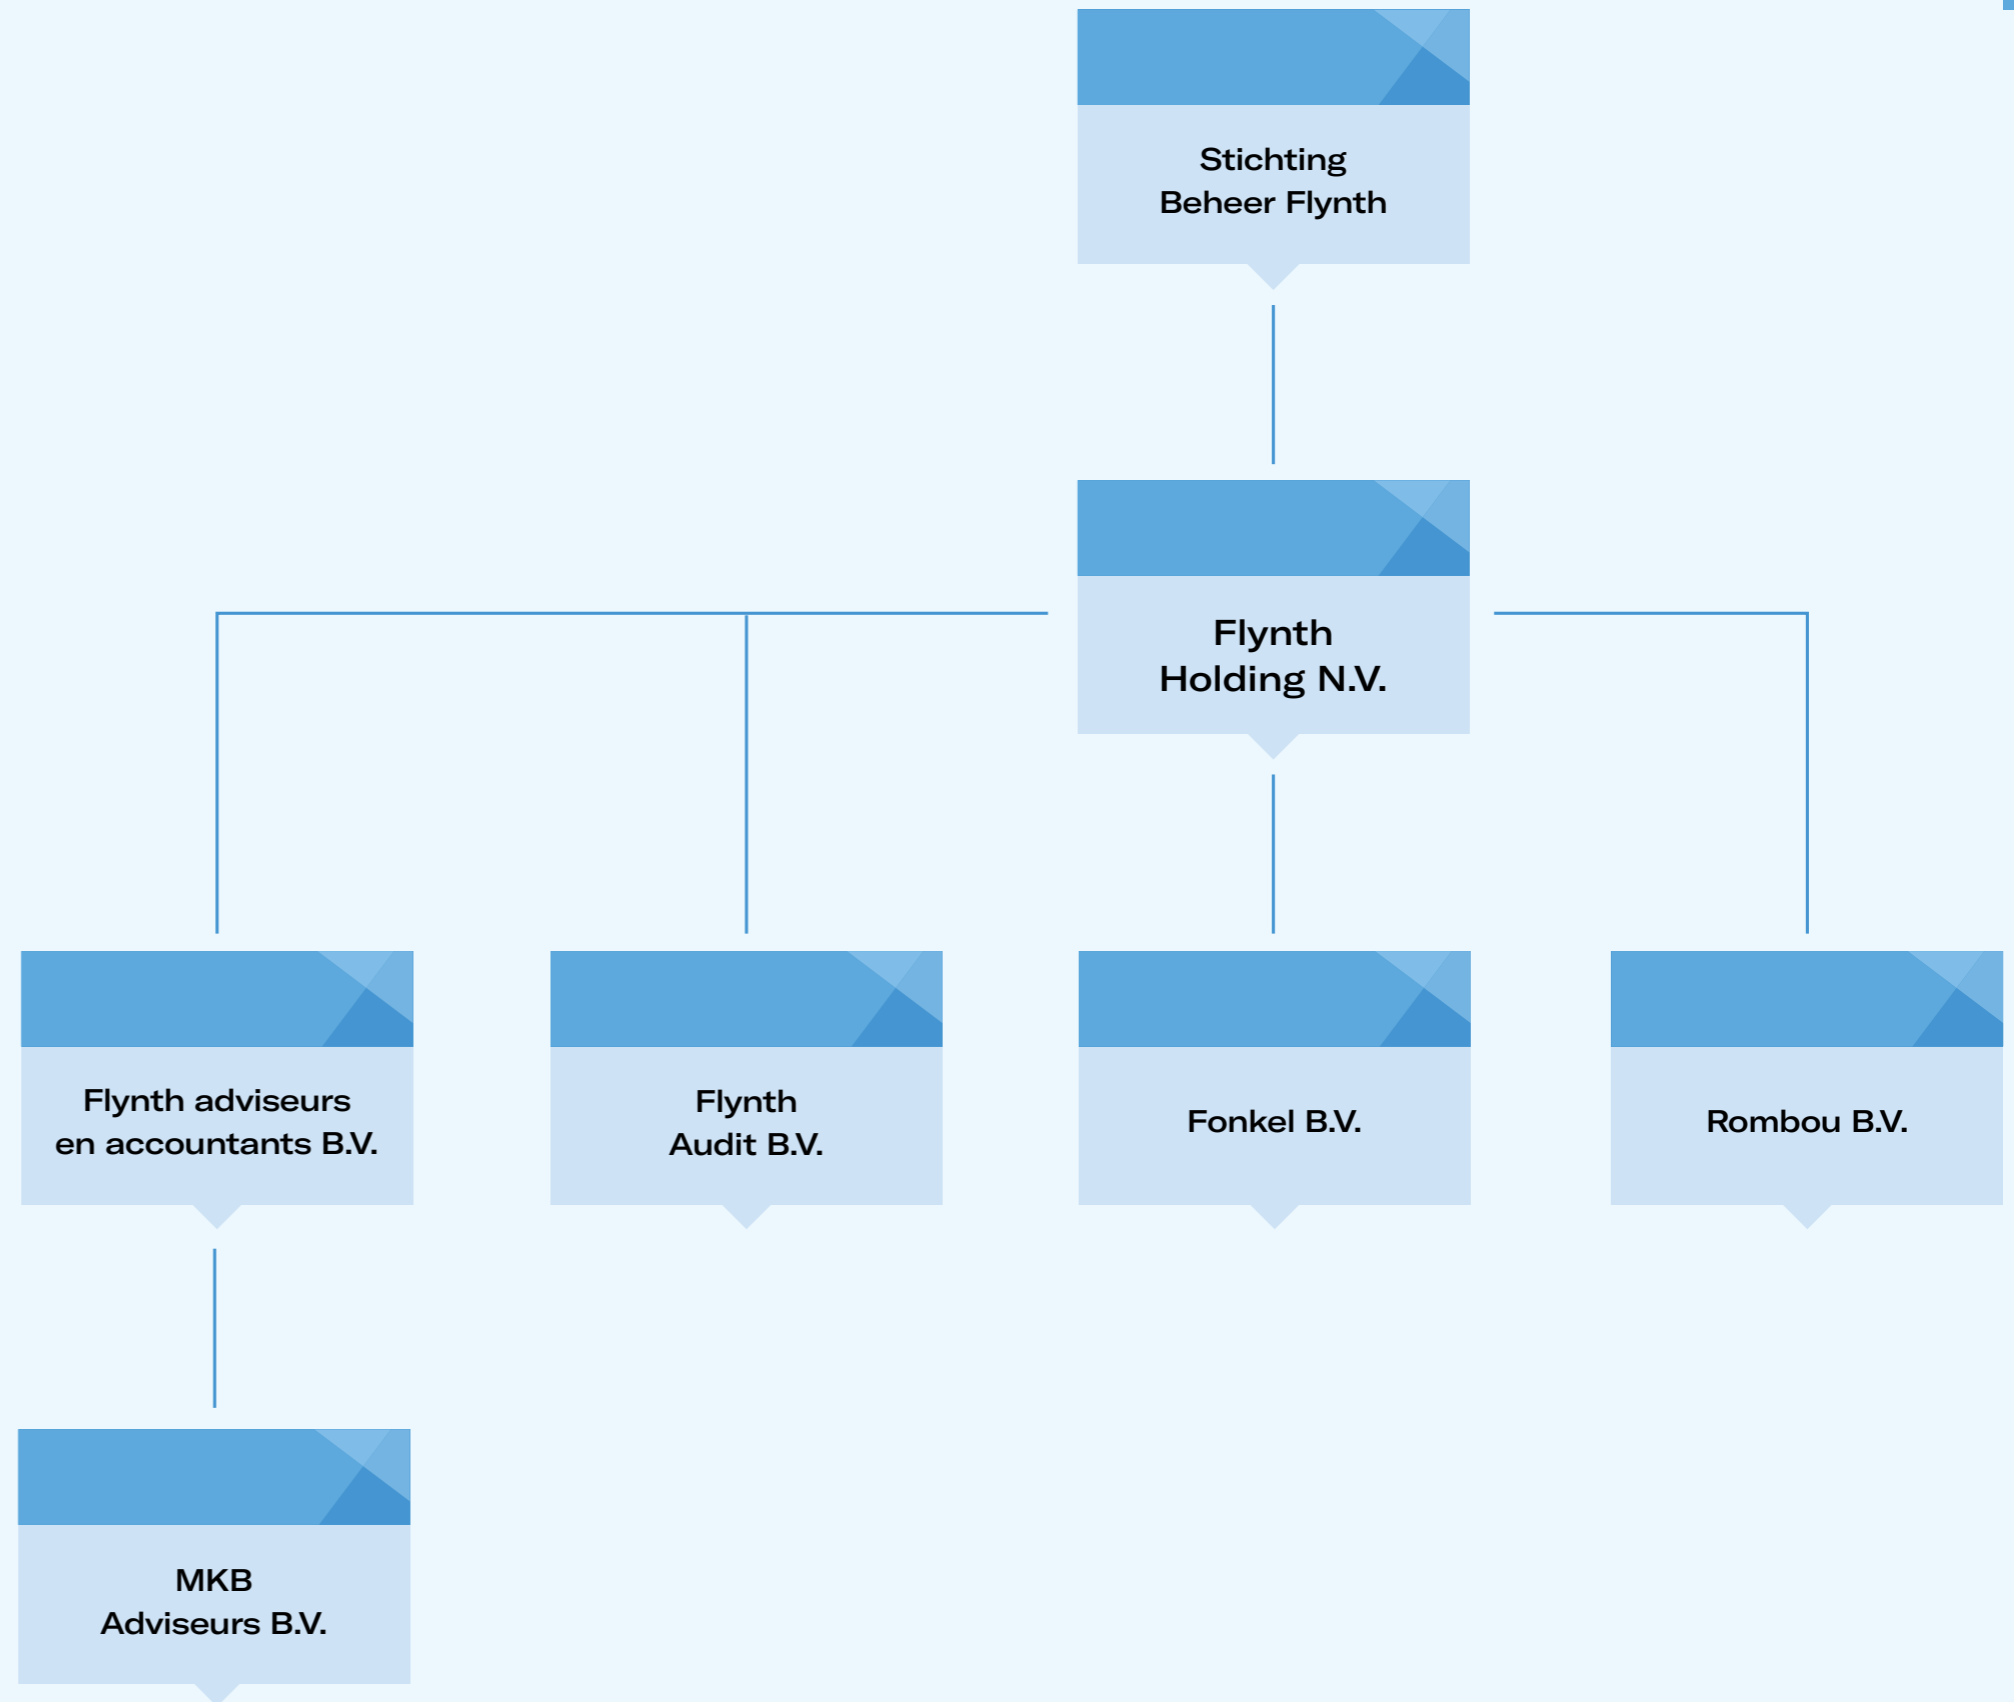 Stichting
Beheer Flynth
Flynth
Holding N.V.
Flynth adviseurs
en accountants B.V.
Flynth
Audit B.V.
Fonkel B.V.
Rombou B.V.
MKB
Adviseurs B.V.